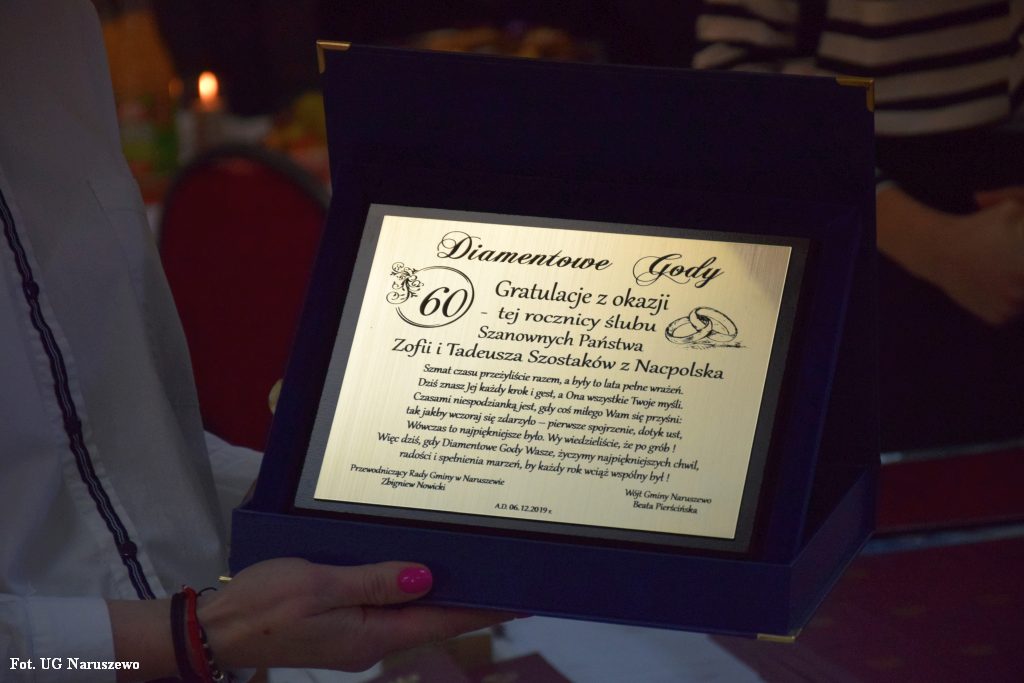 Diamentowe Gody
60
Gratulacje z okazji
- tej rocznicy ślubu
Szanownych Państwa
Zofii i Tadeusza Szostaków z Nacpolska
Szmat czasu przeżyliście razem, a były to lata pełne wrażeń.
Dziś znasz Jej każdy krok i gest, a Ona wszystkie Twoje myśli.
Czasami niespodzianką jest, gdy coś miłego Wam się przyśni:
tak jakby wczoraj się zdarzyło – pierwsze spojrzenie, dotyk ust,
Wówczas to najpiękniejsze było. Wy wiedzieliście, że po grób !
Więc dziś, gdy Diamentowe Gody Wasze, życzymy najpiękniejszych chwil,
radości i spełnienia marzeń, by każdy rok wciąż wspólny był !
Przewodniczący Rady Gminy w Naruszewie
Zbigniew Nowicki
Wójt Gminy Naruszewo
Beata Pierścińska
A.D. 06.12.2019 r.
Fot. UG Naruszewo